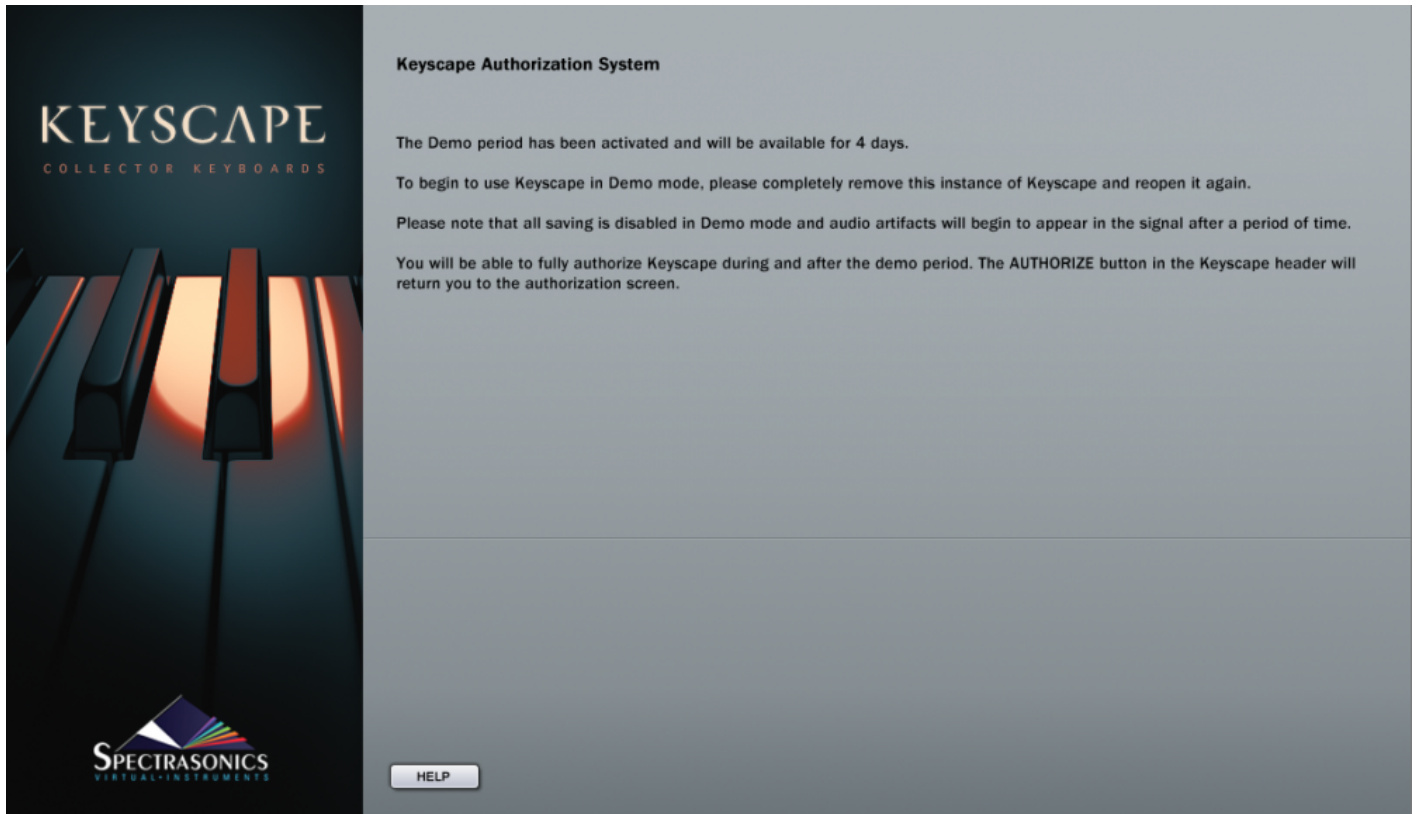 KEYSCAPE
COLLECTOR KEYBOARDS
Keyscape Authorization System
The Demo period has been activated and will be available for 4 days.
To begin to use Keyscape in Demo mode, please completely remove this instance of Keyscape and reopen it again.
Please note that all saving is disabled in Demo mode and audio artifacts will begin to appear in the signal after a period of time.
You will be able to fully authorize Keyscape during and after the demo period. The AUTHORIZE button in the Keyscape header will
return you to the authorization screen.
SPECTRASONICS
VIRTUAL•INSTRUMENTS
HELP